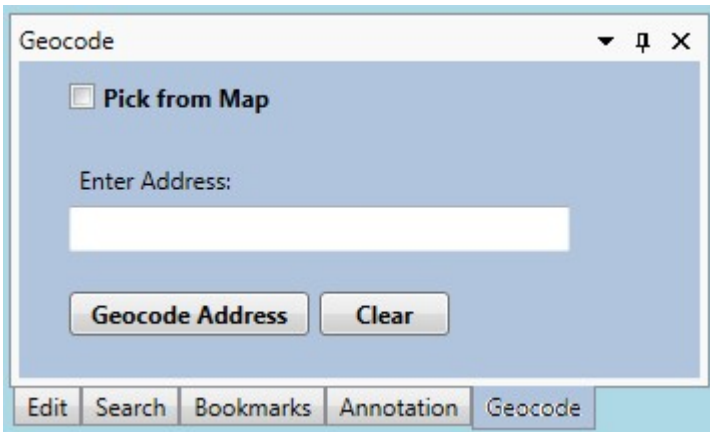 Geocode
Pick from Map
Enter Address:
Geocode Address Clear
Edit Search Bookmarks Annotation Geocode